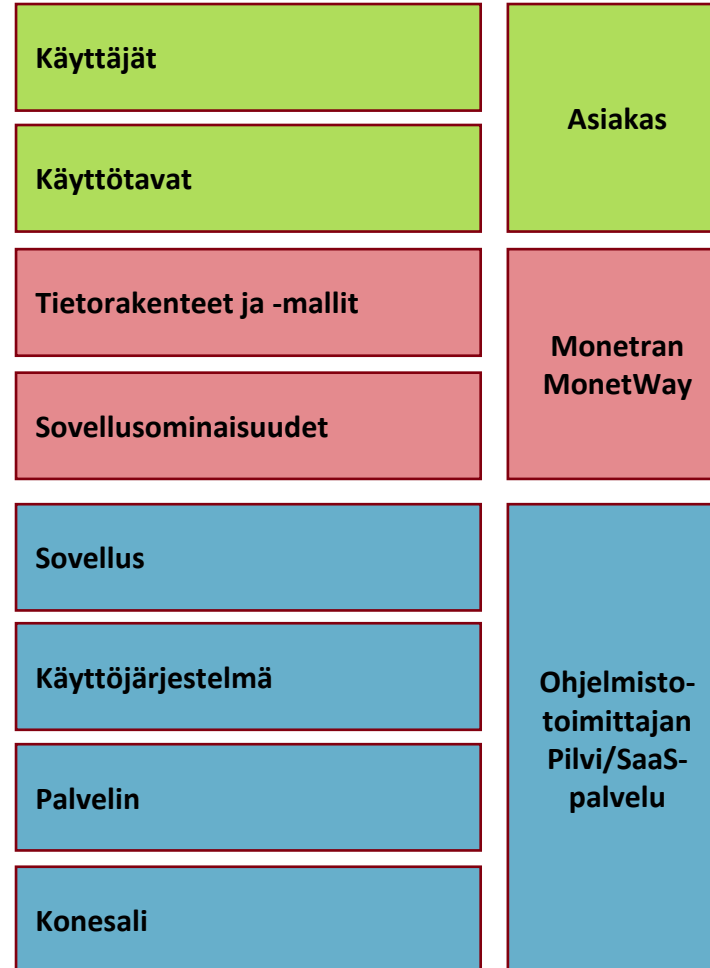 Käyttäjät
Käyttötavat
Asiakas
Tietorakenteet ja -mallit
Sovellusominaisuudet
Monetran
MonetWay
Sovellus
Käyttöjärjestelmä
Palvelin
Konesali
Ohjelmisto-
toimittajan
Pilvi/SaaS-
palvelu